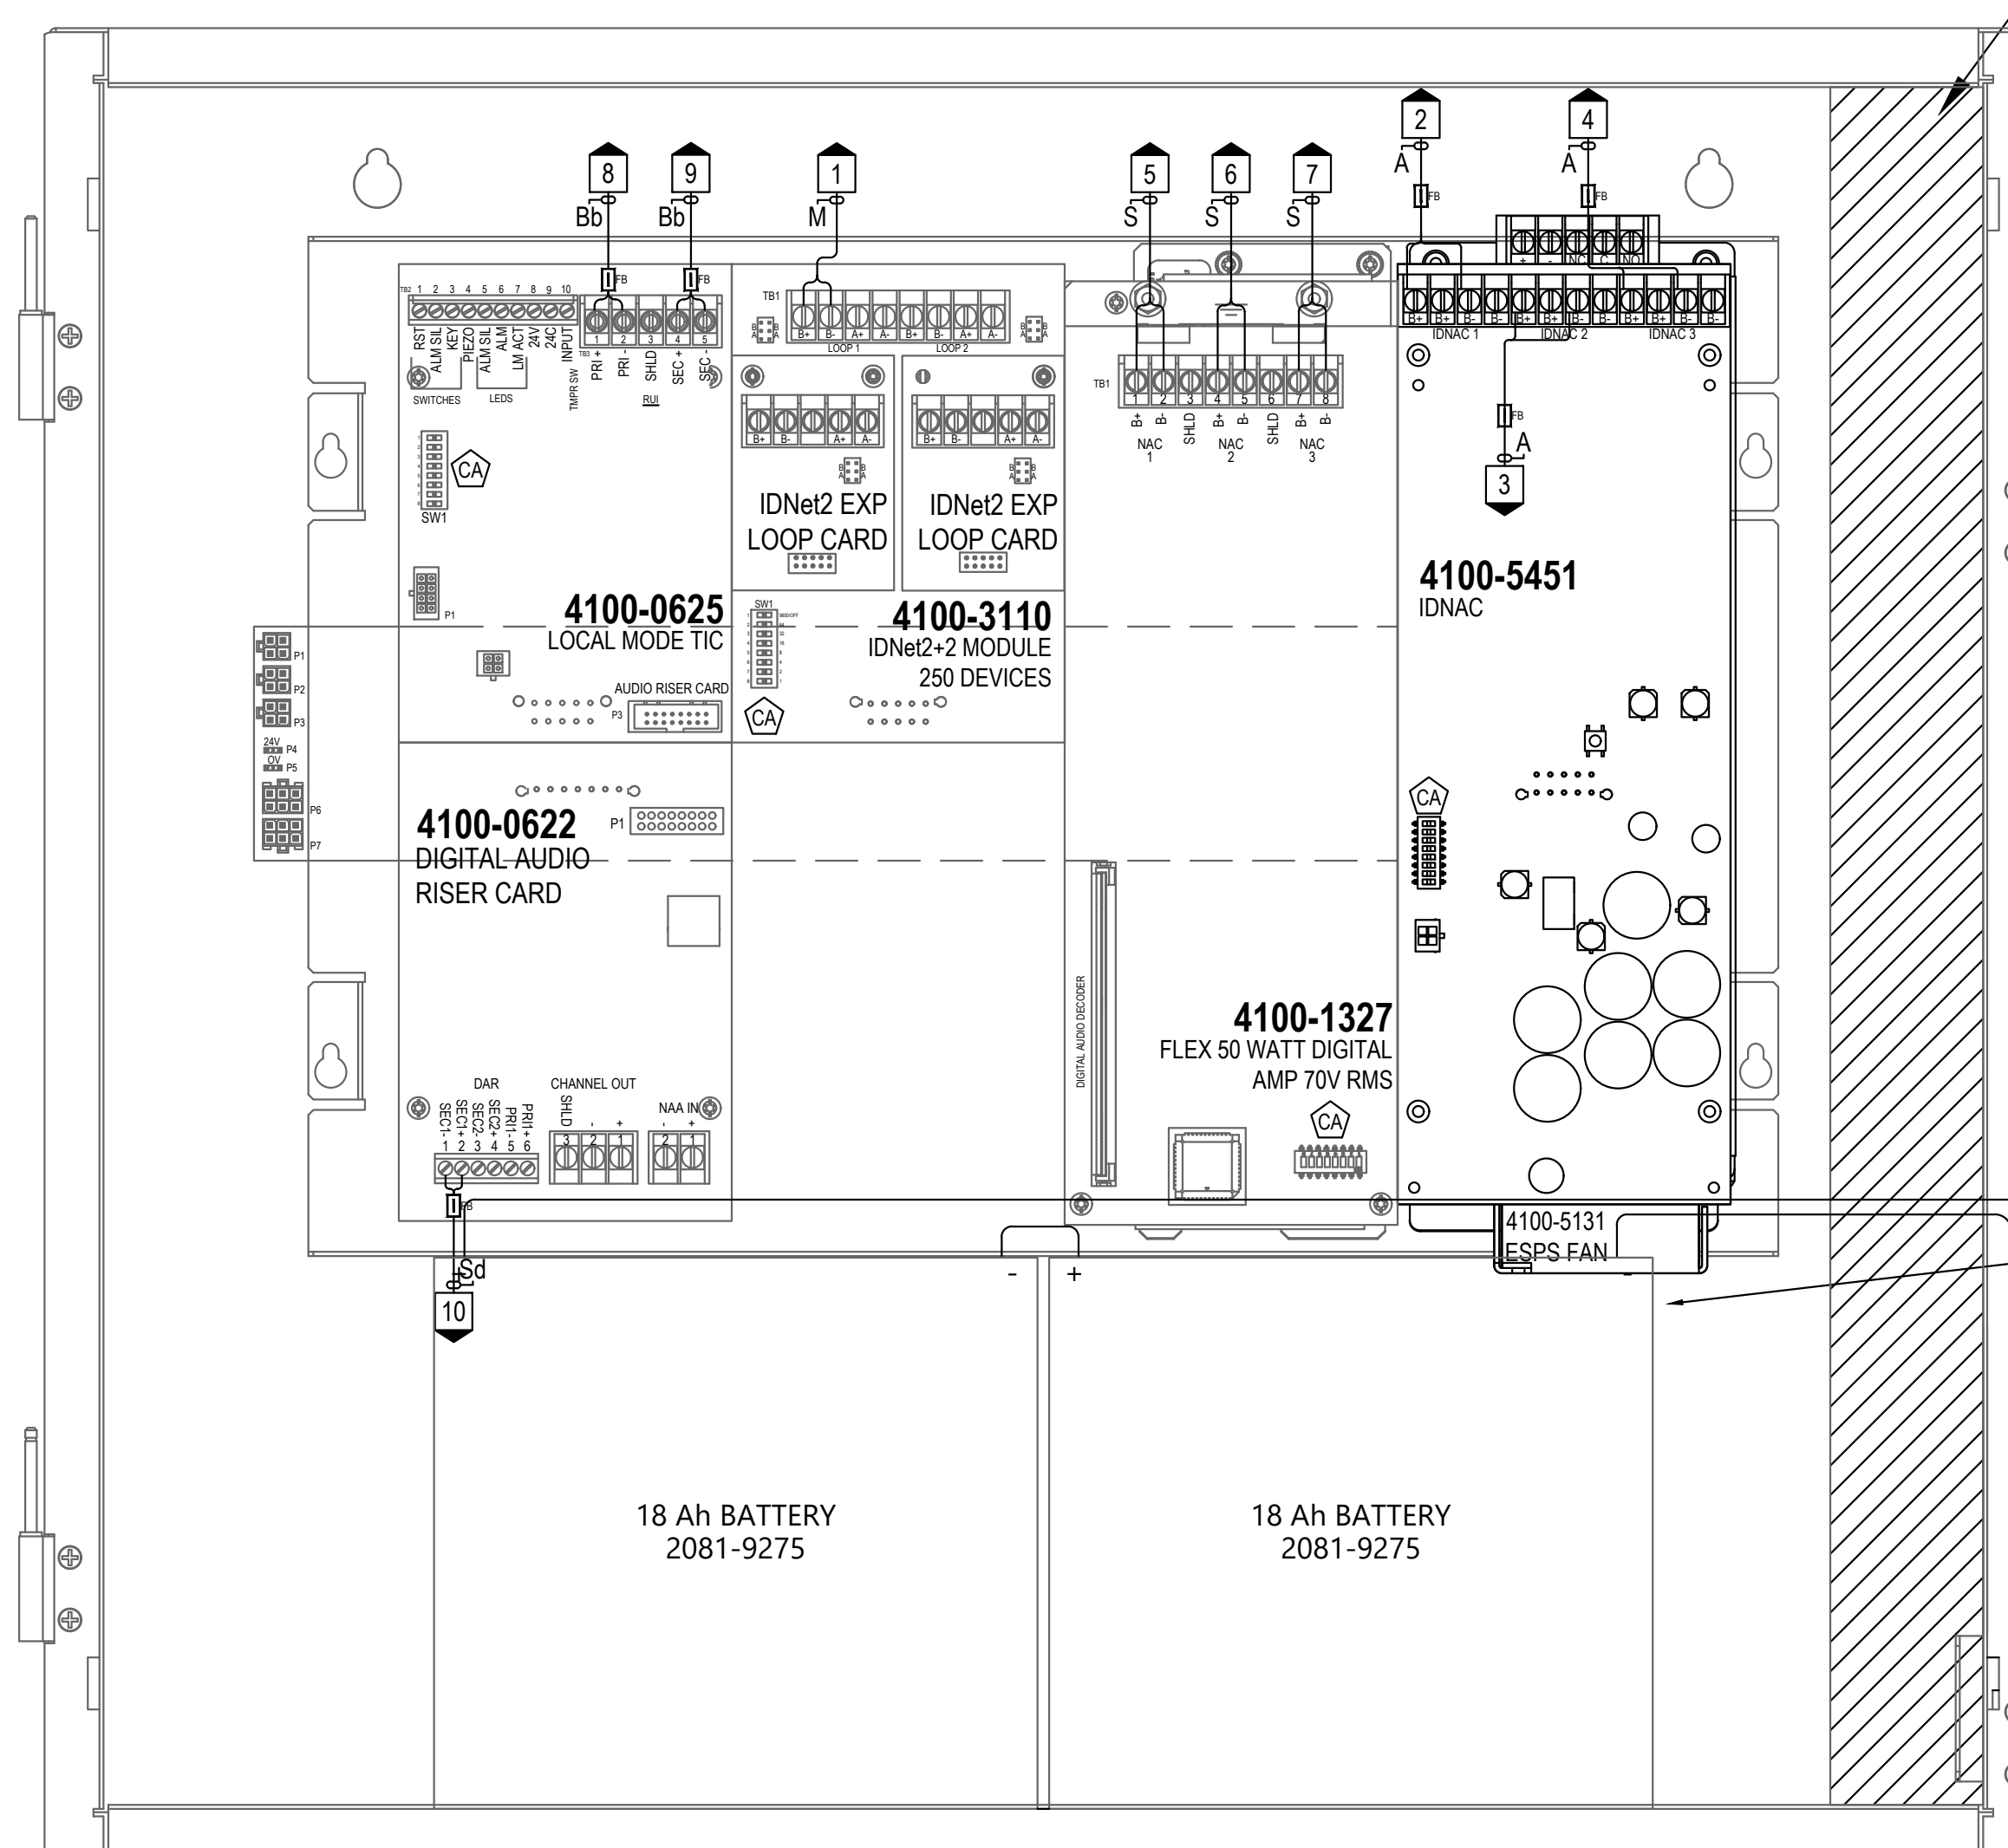 2
4
8
9
1
5
6
7
A
A
FB
FB
Bb
Bb
M
S
S
S
FB
FB
+
-
NC
C
NO
TB2
1 2 3 4 5 6 7 8 9 10
RST
ALM SIL
KEY
PIEZO
ALM SIL
ALM
LM ACT
24V
24C
INPUT
TMPR SW
SWITCHES
LEDS
TB3
1 2 3 4 5
PRI +
PRI -
SHLD
SEC +
SEC -
RUI
TB1
B+ B- A+ A- B+ B- A+ A-
LOOP 1
LOOP 2
B B
A A
B B
A A
B+ B- A+ A-
B+ B- A+ A-
B B
A A
B B
A A
IDNet2 EXP
LOOP CARD
IDNet2 EXP
LOOP CARD
TB1
1 2 3 4 5 6 7 8
B+
B-
SHLD
B+
B-
SHLD
B+
B-
NAC
1
NAC
2
NAC
3
B+ B+ B- B- B+ B+ B- B- B+ B+ B- B-
IDNAC 1
IDNAC 2
IDNAC 3
FB
A
3
CA
SW1
P1
4100-0625
LOCAL MODE TIC
AUDIO RISER CARD
P3
SW1
4100-3110
IDNet2+2 MODULE
250 DEVICES
CA
4100-5451
IDNAC
P1
P2
P3
24V
P4
OV
P5
P6
P7
4100-0622
DIGITAL AUDIO
RISER CARD
P1
CA
DIGITAL AUDIO DECODER
4100-1327
FLEX 50 WATT DIGITAL
AMP 70V RMS
CA
DAR
CHANNEL OUT
NAA IN
SEC1-
SEC1+
SEC2-
SEC2+
PRI1-
PRI1+
1 2 3 4 5 6
SHLD
-
+
3 2 1
- +
2 1
FB
Sd
+
10
- +
4100-5131
ESPS FAN
-
18 Ah BATTERY
2081-9275
18 Ah BATTERY
2081-9275